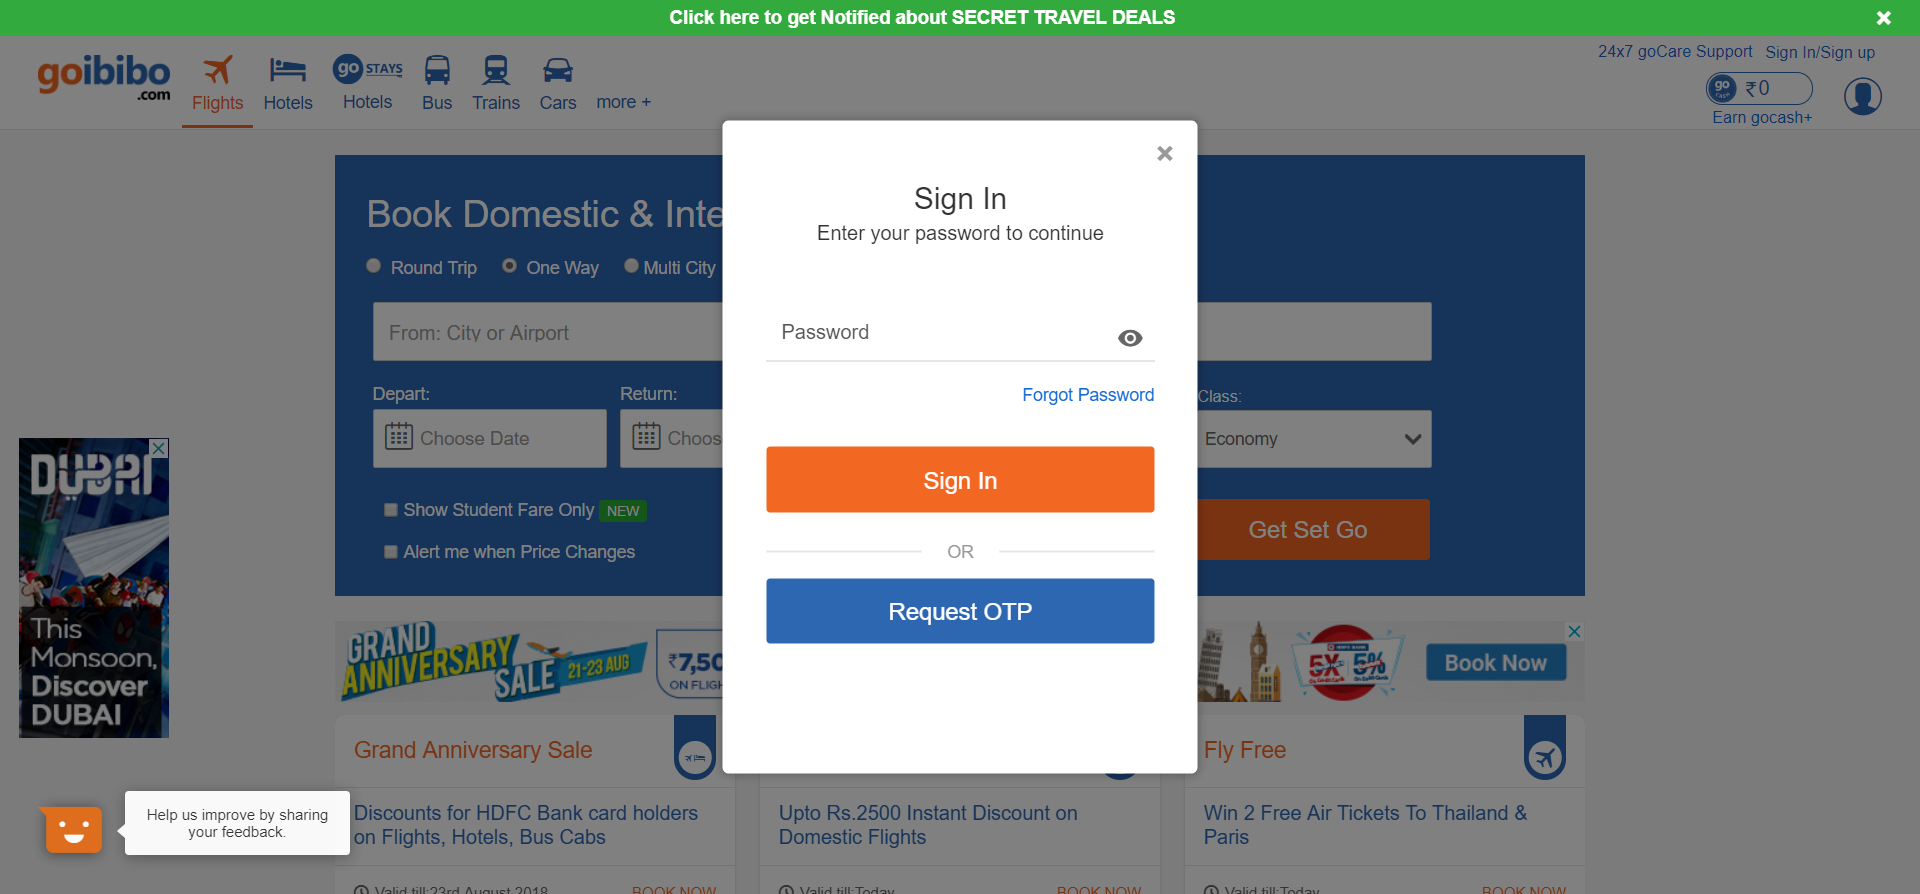 Click here to get Notified about SECRET TRAVEL DEALS
goibibo
.com
Flights
Hotels
go STAYS
Hotels
Bus
Trains
Cars
more +
24x7 goCare Support
Sign In/Sign up
go
CASH
₹0
Earn gocash+
Book Domestic & Inte
Round Trip
One Way
Multi City
From: City or Airport
Depart:
Return:
Class:
Choose Date
Choos
Economy
Show Student Fare Only NEW
Alert me when Price Changes
Get Set Go
Sign In
Enter your password to continue
Password
Forgot Password
Sign In
OR
Request OTP
DUBAI
This
Monsoon,
Discover
DUBAI
GRAND
ANNIVERSARY
SALE
21-23 AUG
₹7,50
ON FLIGH
HDFC BANK
5X 5%
Book Now
Grand Anniversary Sale
Discounts for HDFC Bank card holders
on Flights, Hotels, Bus Cabs
Valid till:23rd August 2018
BOOK NOW
Upto Rs.2500 Instant Discount on
Domestic Flights
Valid till:Today
BOOK NOW
Fly Free
Win 2 Free Air Tickets To Thailand &
Paris
Valid till:Today
BOOK NOW
Help us improve by sharing
your feedback.